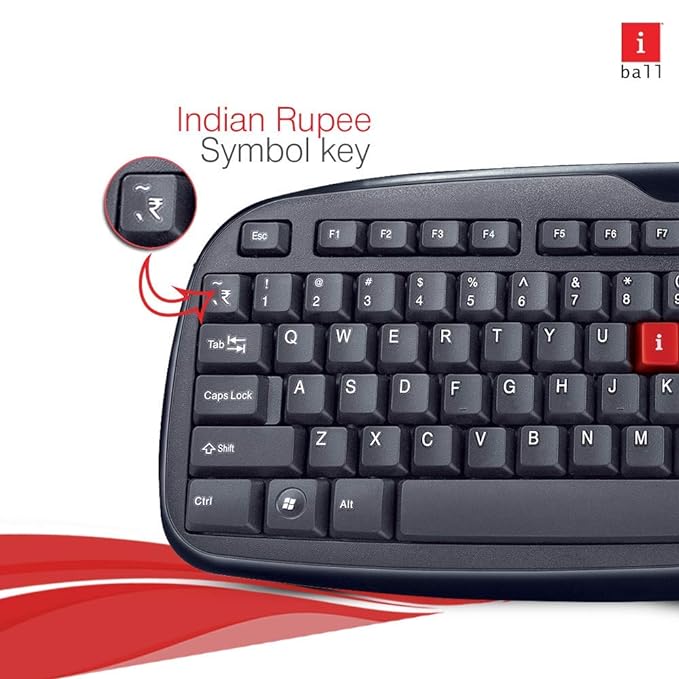 i
ball
Indian Rupee
Symbol key
~
` ₹
Esc F1 F2 F3 F4 F5 F6 F7
~ ! @ # $ % ^ & *
` ₹ 1 2 3 4 5 6 7 8 9
Tab Q W E R T Y U i
Caps Lock A S D F G H J K
Shift Z X C V B N M
Ctrl Alt